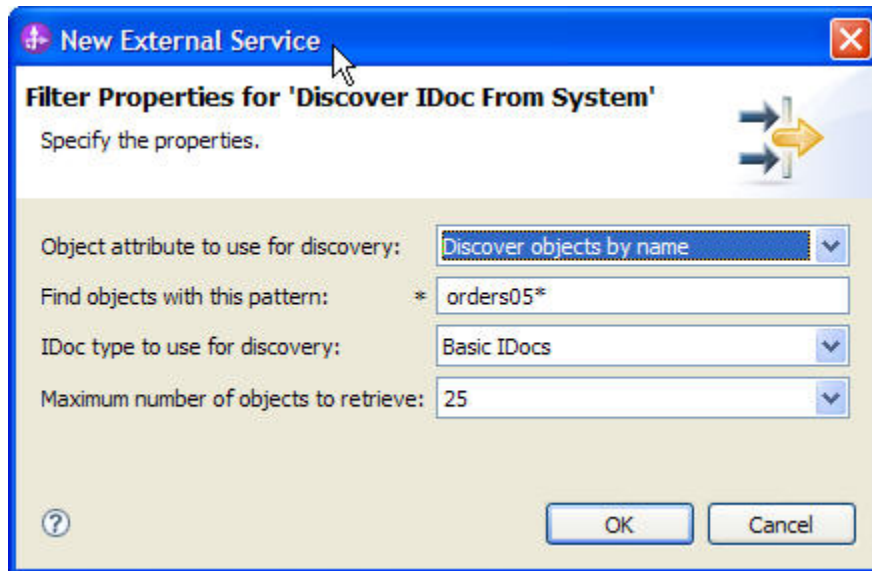 New External Service
Filter Properties for 'Discover IDoc From System'
Specify the properties.
Object attribute to use for discovery: Discover objects by name
Find objects with this pattern: * orders05*
IDoc type to use for discovery: Basic IDocs
Maximum number of objects to retrieve: 25
? OK Cancel